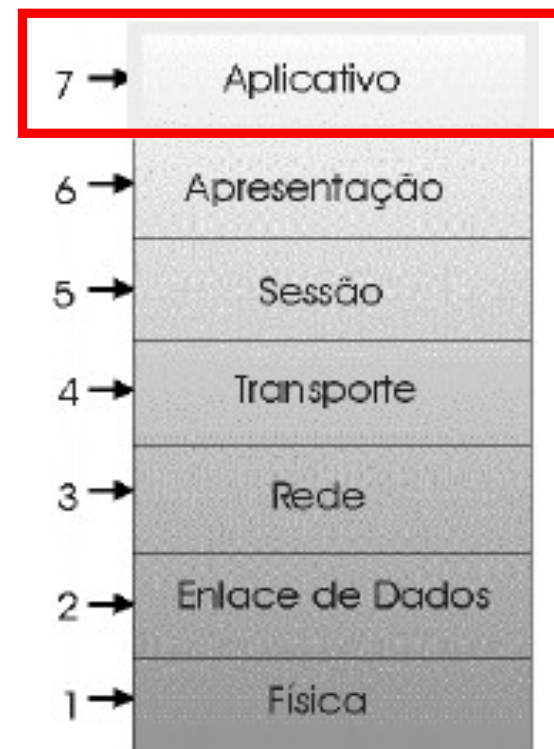 7 Aplicativo
6 Apresentação
5 Sessão
4 Transporte
3 Rede
2 Enlace de Dados
1 Física